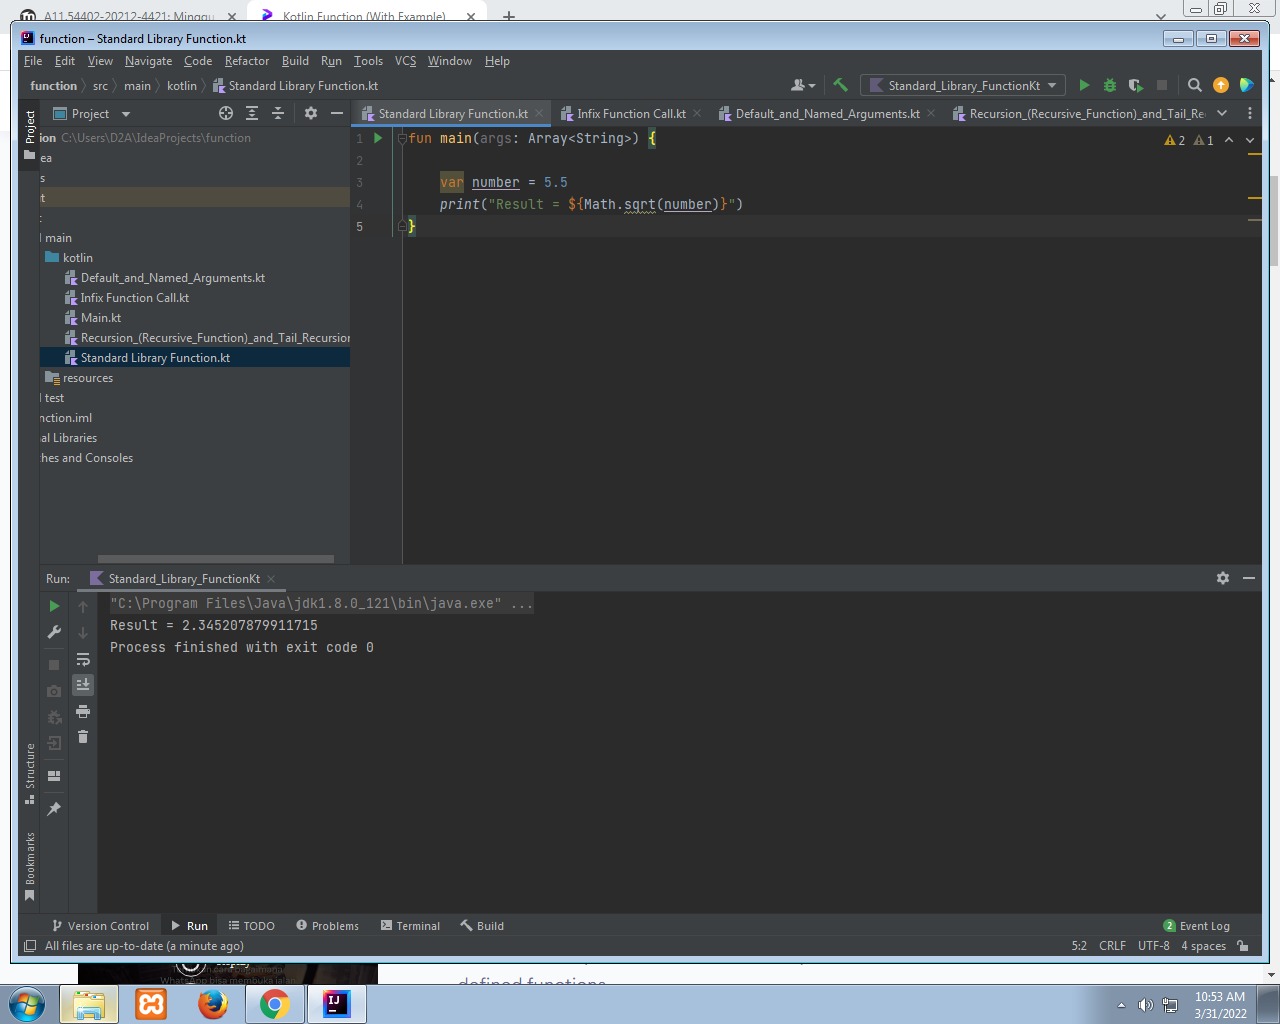 A11.54402-20212-4421: Minggu
Kotlin Function (With Example)
function – Standard Library Function.kt
File Edit View Navigate Code Refactor Build Run Tools VCS Window Help
function src main kotlin Standard Library Function.kt
Standard_Library_FunctionKt
Project
Project
Standard Library Function.kt
Infix Function Call.kt
Default_and_Named_Arguments.kt
Recursion_(Recursive_Function)_and_Tail_Re
ion C:\Users\D2A\IdeaProjects\function
ea
s
t
:
l main
kotlin
Default_and_Named_Arguments.kt
Infix Function Call.kt
Main.kt
Recursion_(Recursive_Function)_and_Tail_Recursion
Standard Library Function.kt
resources
l test
nction.iml
al Libraries
ches and Consoles
1 fun main(args: Array<String>) {
2
3 var number = 5.5
4 print("Result = ${Math.sqrt(number)}")
5 }
2 1
Run: Standard_Library_FunctionKt
"C:\Program Files\Java\jdk1.8.0_121\bin\java.exe" ...
Result = 2.345207879911715
Process finished with exit code 0
Structure
Bookmarks
Version Control Run TODO Problems Terminal Build
2 Event Log
All files are up-to-date (a minute ago)
5:2 CRLF UTF-8 4 spaces
WhatsApp bisa membuka jalan
defined functions
IJ
10:53 AM
3/31/2022